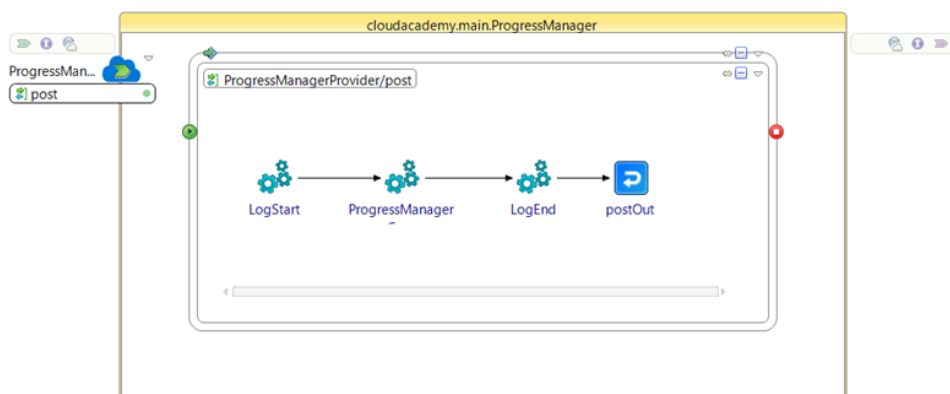 cloudacademy.main.ProgressManager
ProgressMan...
post
ProgressManagerProvider/post
LogStart
ProgressManager
LogEnd
postOut